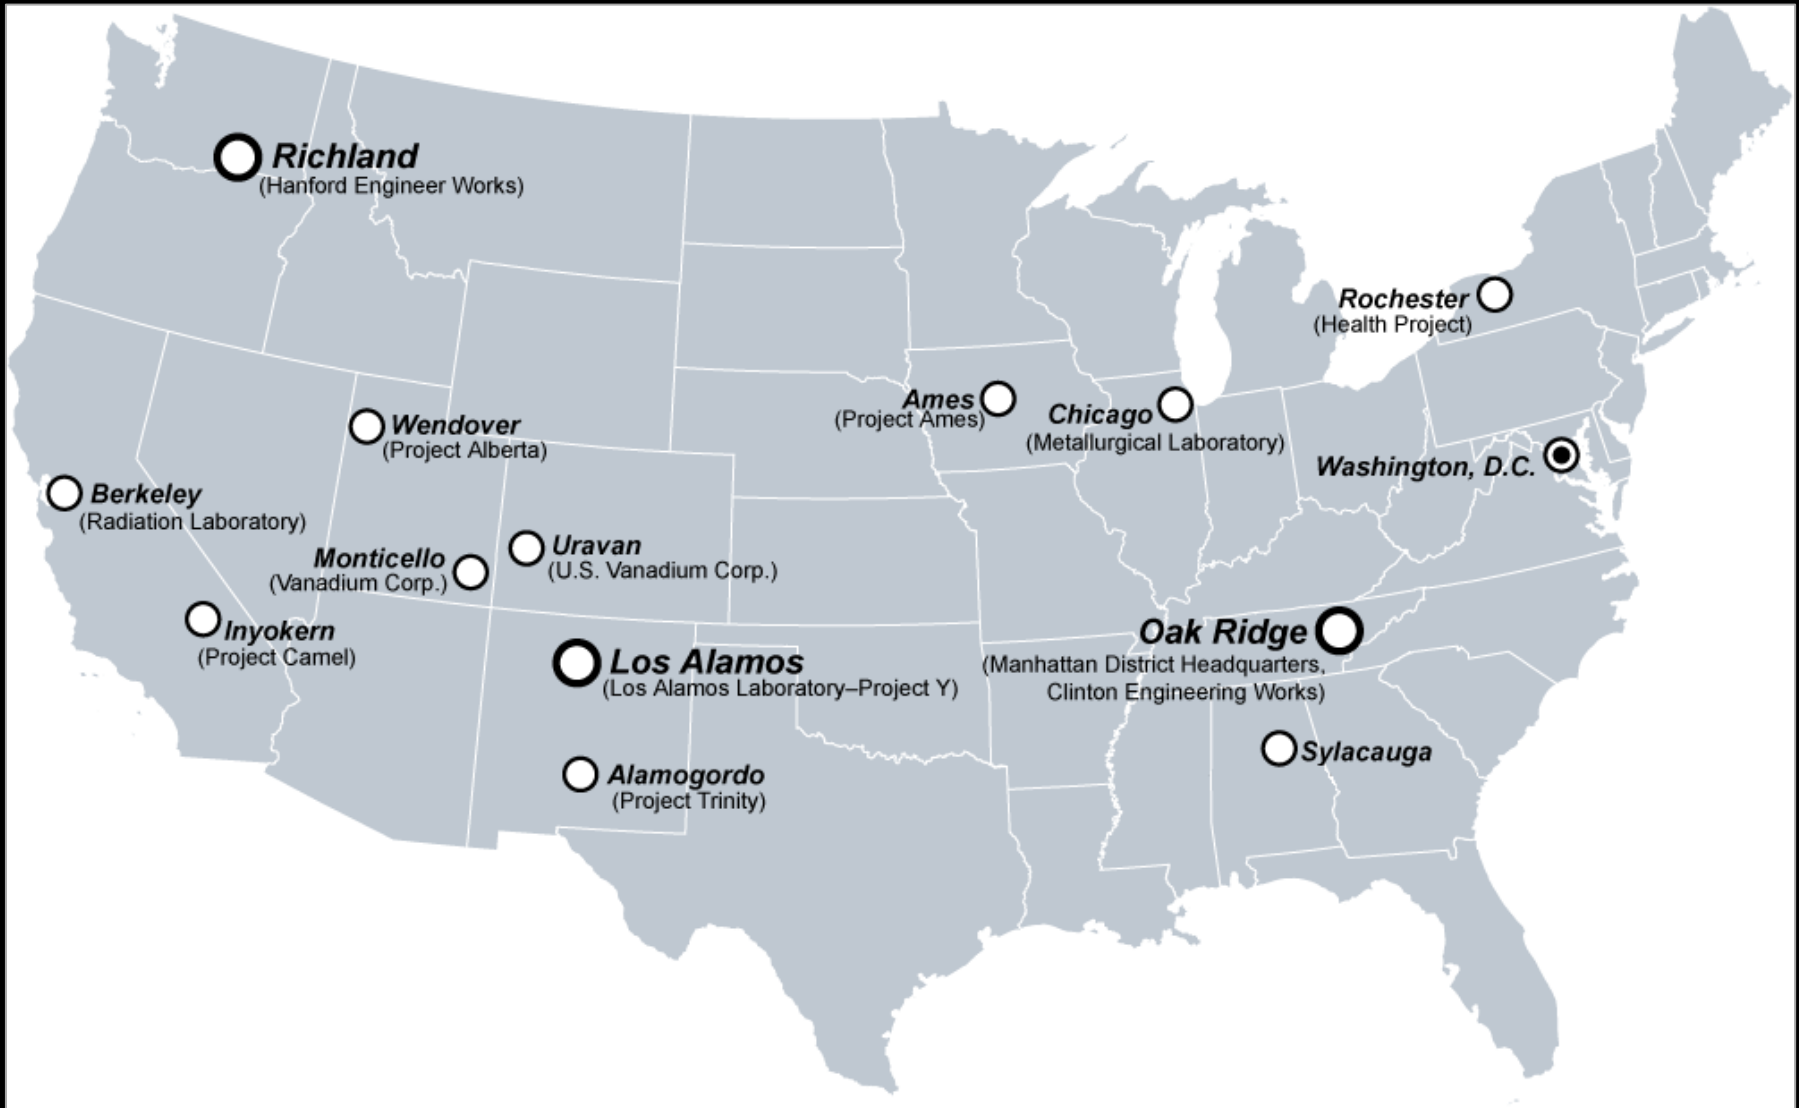 Richland
(Hanford Engineer Works)
Rochester
(Health Project)
Ames
(Project Ames)
Chicago
(Metallurgical Laboratory)
Wendover
(Project Alberta)
Washington, D.C.
Berkeley
(Radiation Laboratory)
Uravan
(U.S. Vanadium Corp.)
Monticello
(Vanadium Corp.)
Inyokern
(Project Camel)
Oak Ridge
(Manhattan District Headquarters,
Clinton Engineering Works)
Los Alamos
(Los Alamos Laboratory–Project Y)
Sylacauga
Alamogordo
(Project Trinity)